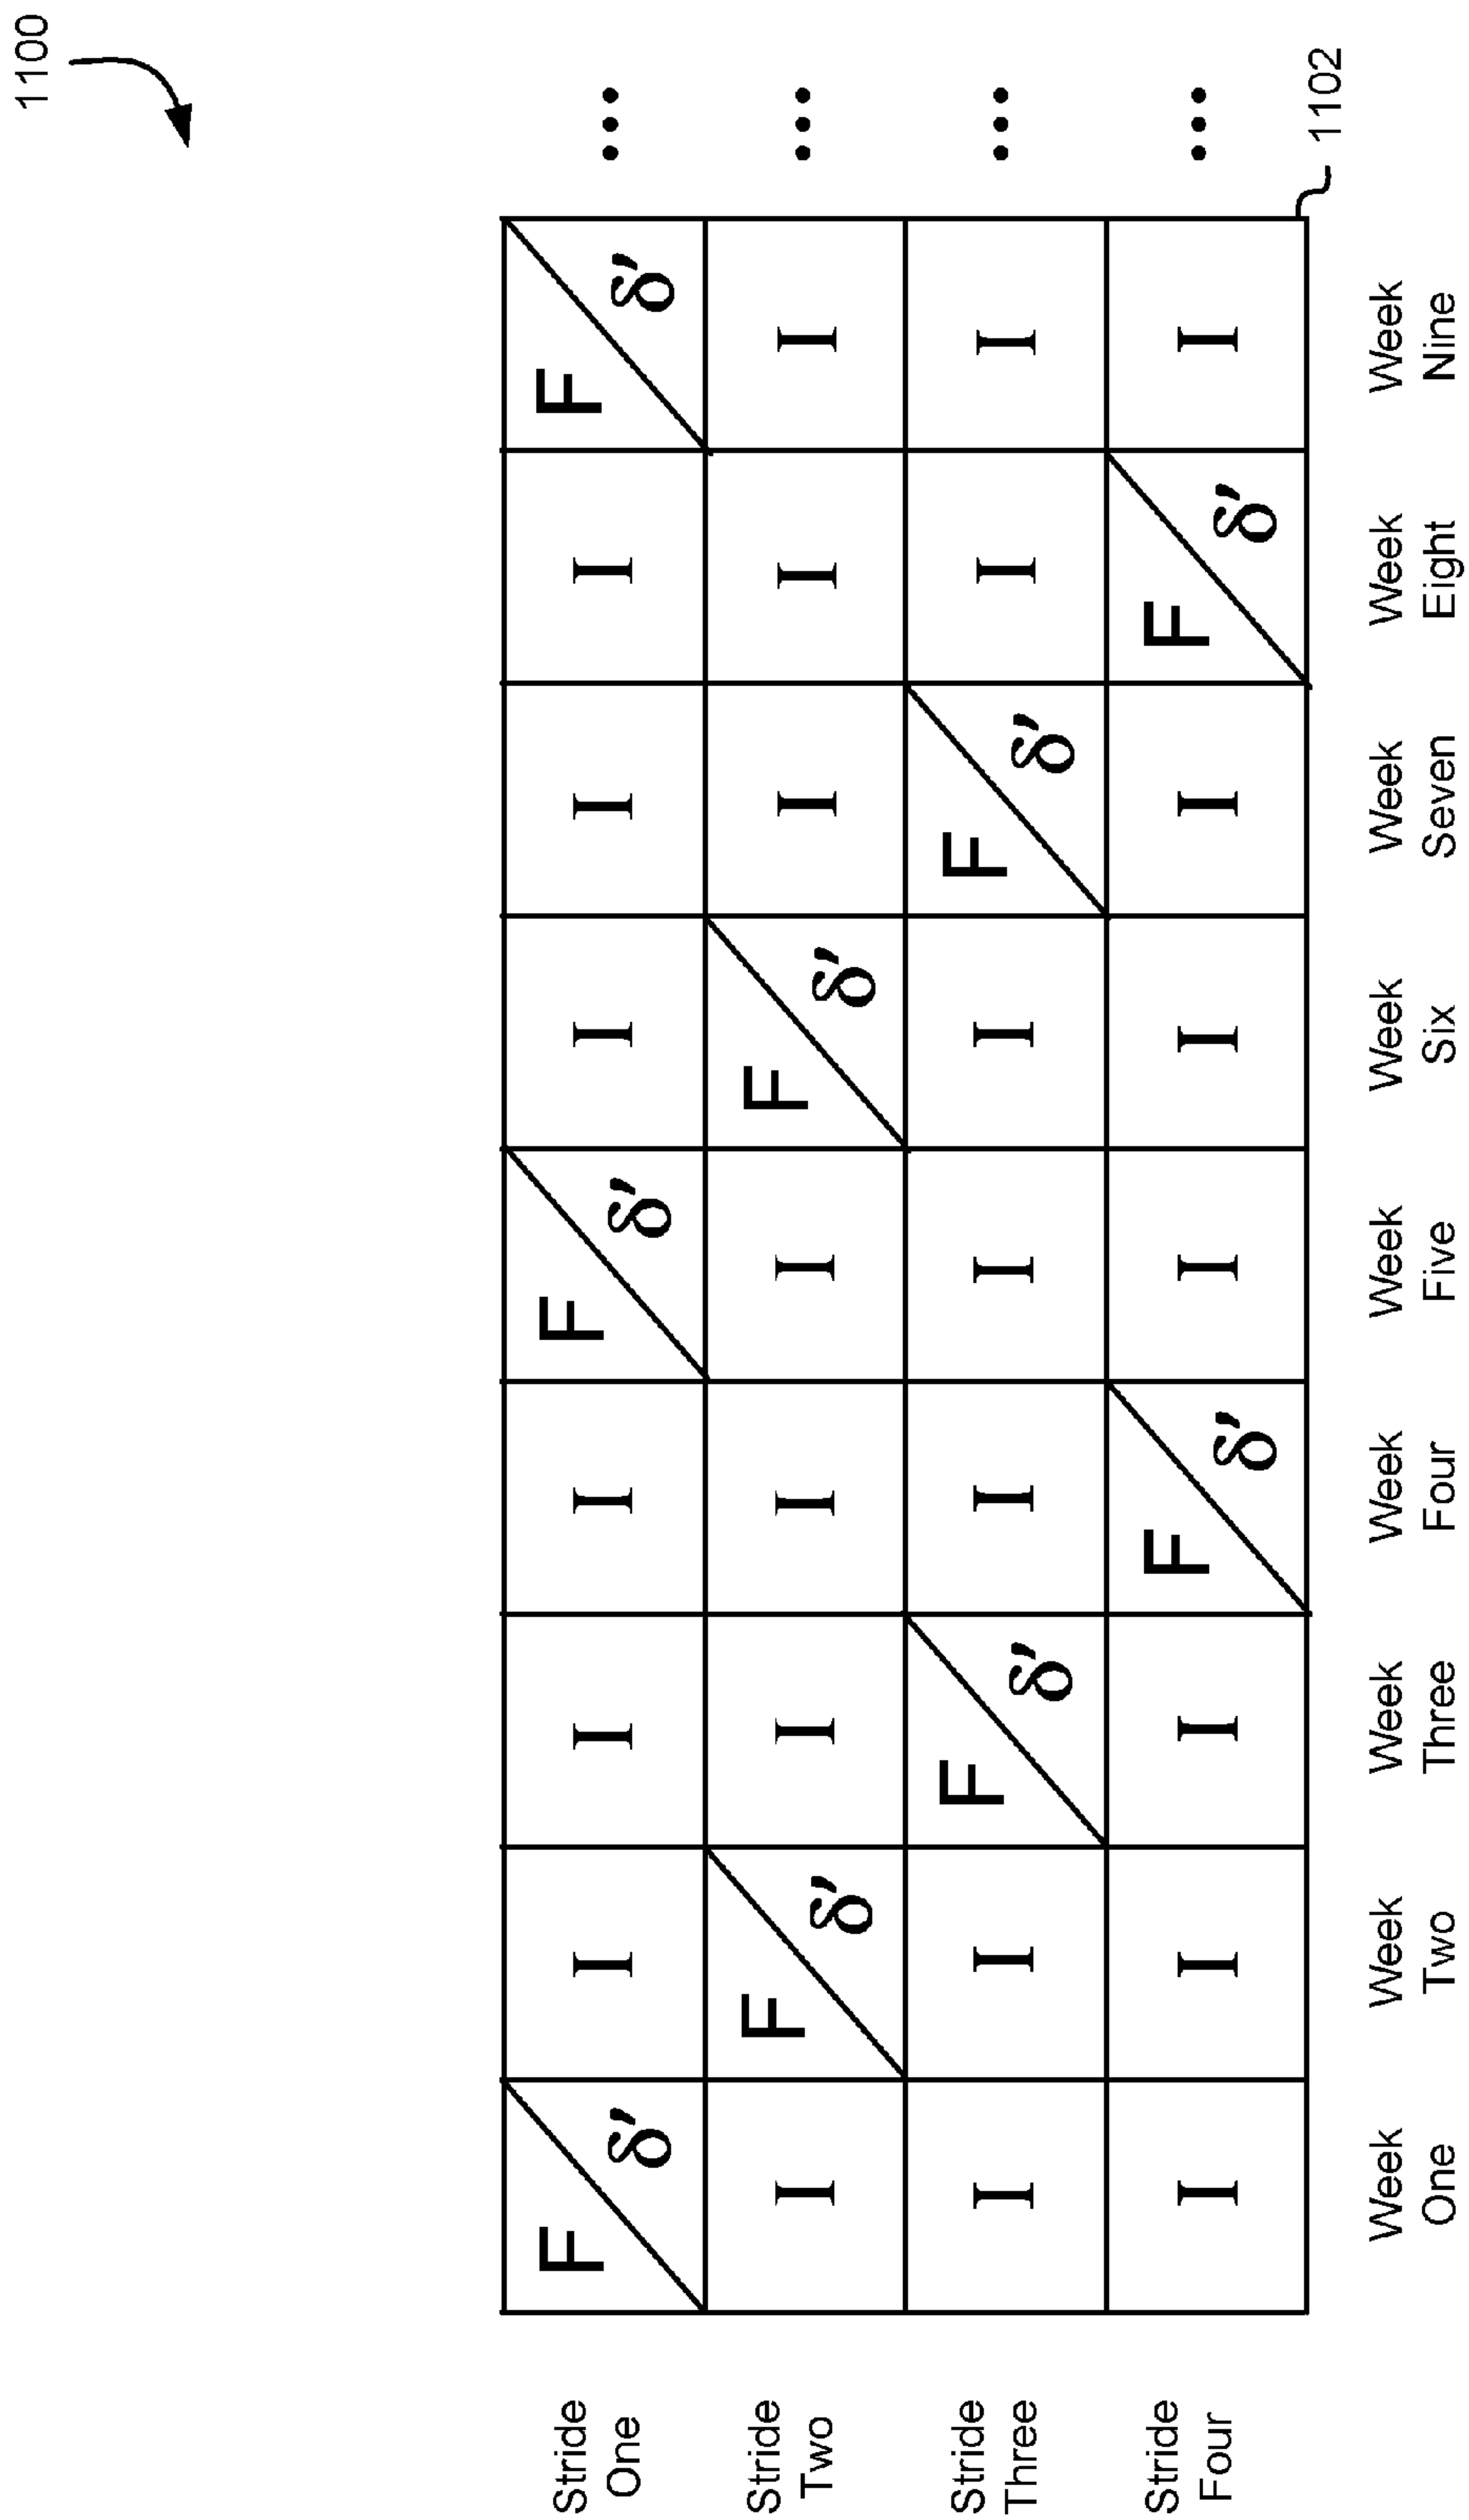 1100
Stride One F δ' I I I F δ' I I I F δ' •••
Stride Two I F δ' I I I F δ' I I I •••
Stride Three I I F δ' I I I F δ' I I •••
Stride Four I I I F δ' I I I F δ' I •••
1102
Week One Week Two Week Three Week Four Week Five Week Six Week Seven Week Eight Week Nine